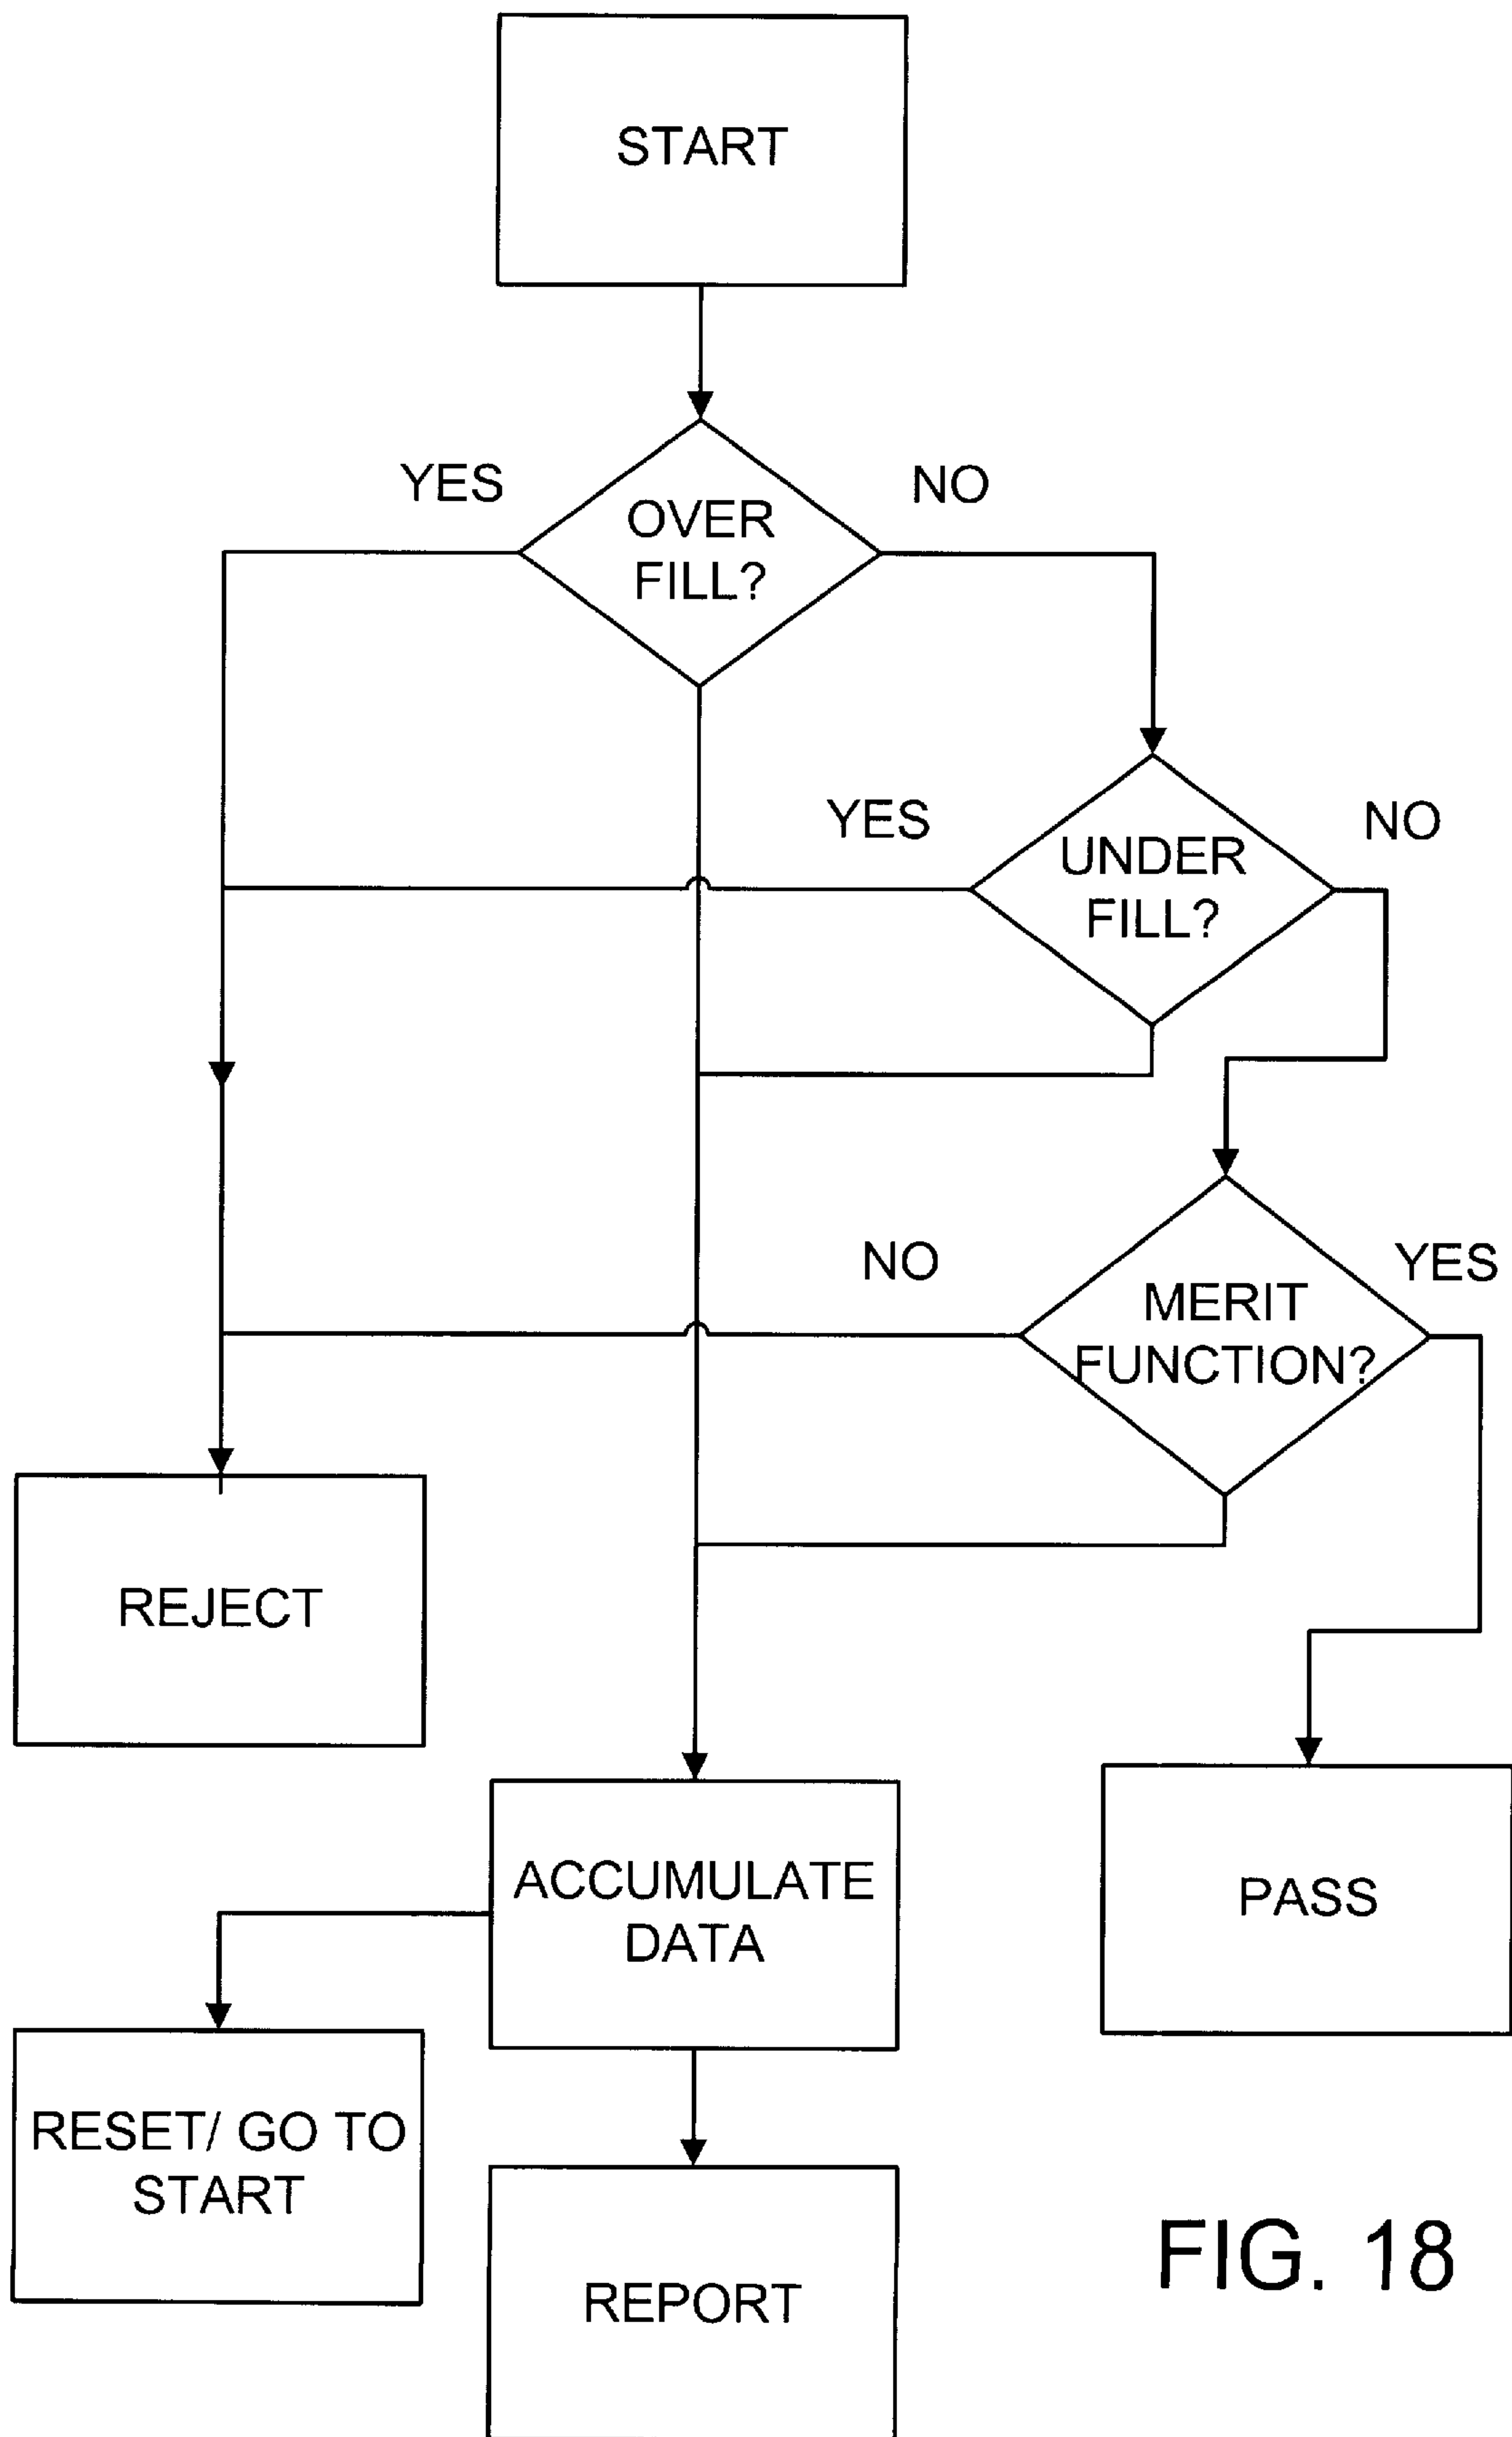 START
YES
NO
OVER
FILL?
YES
NO
UNDER
FILL?
NO
YES
MERIT
FUNCTION?
REJECT
ACCUMULATE
DATA
PASS
RESET/ GO TO
START
REPORT
FIG. 18